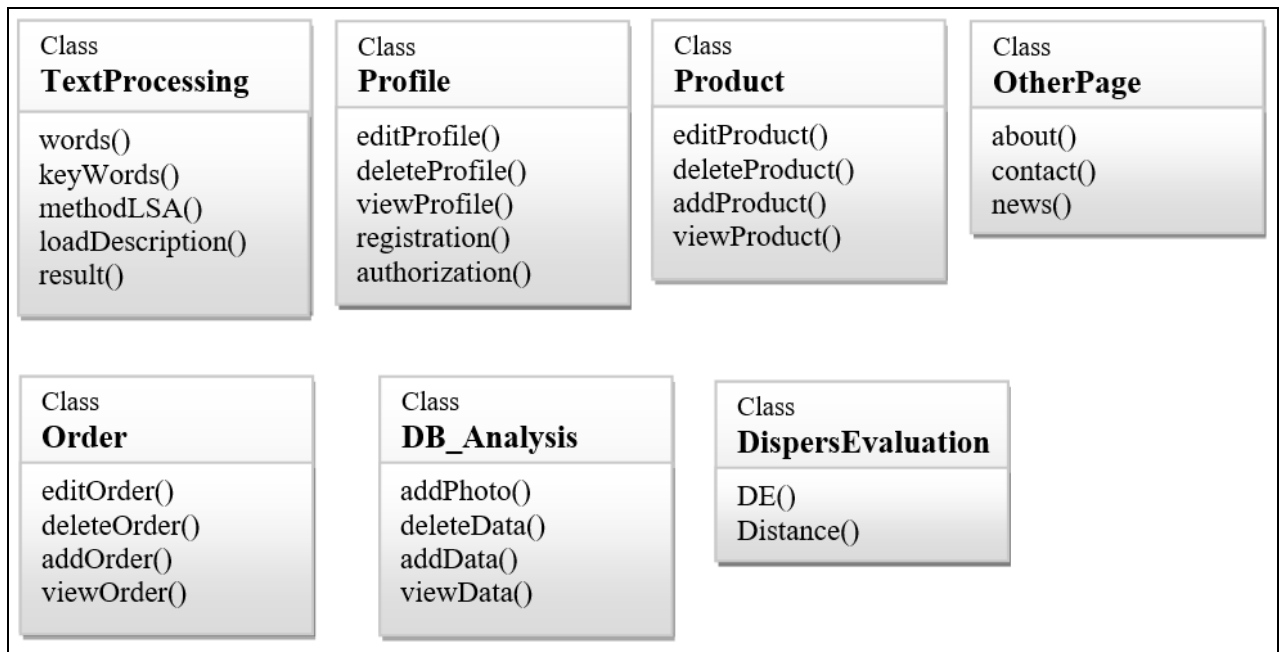 Class
TextProcessing
words()
keyWords()
methodLSA()
loadDescription()
result()
Class
Profile
editProfile()
deleteProfile()
viewProfile()
registration()
authorization()
Class
Product
editProduct()
deleteProduct()
addProduct()
viewProduct()
Class
OtherPage
about()
contact()
news()
Class
Order
editOrder()
deleteOrder()
addOrder()
viewOrder()
Class
DB_Analysis
addPhoto()
deleteData()
addData()
viewData()
Class
DispersEvaluation
DE()
Distance()